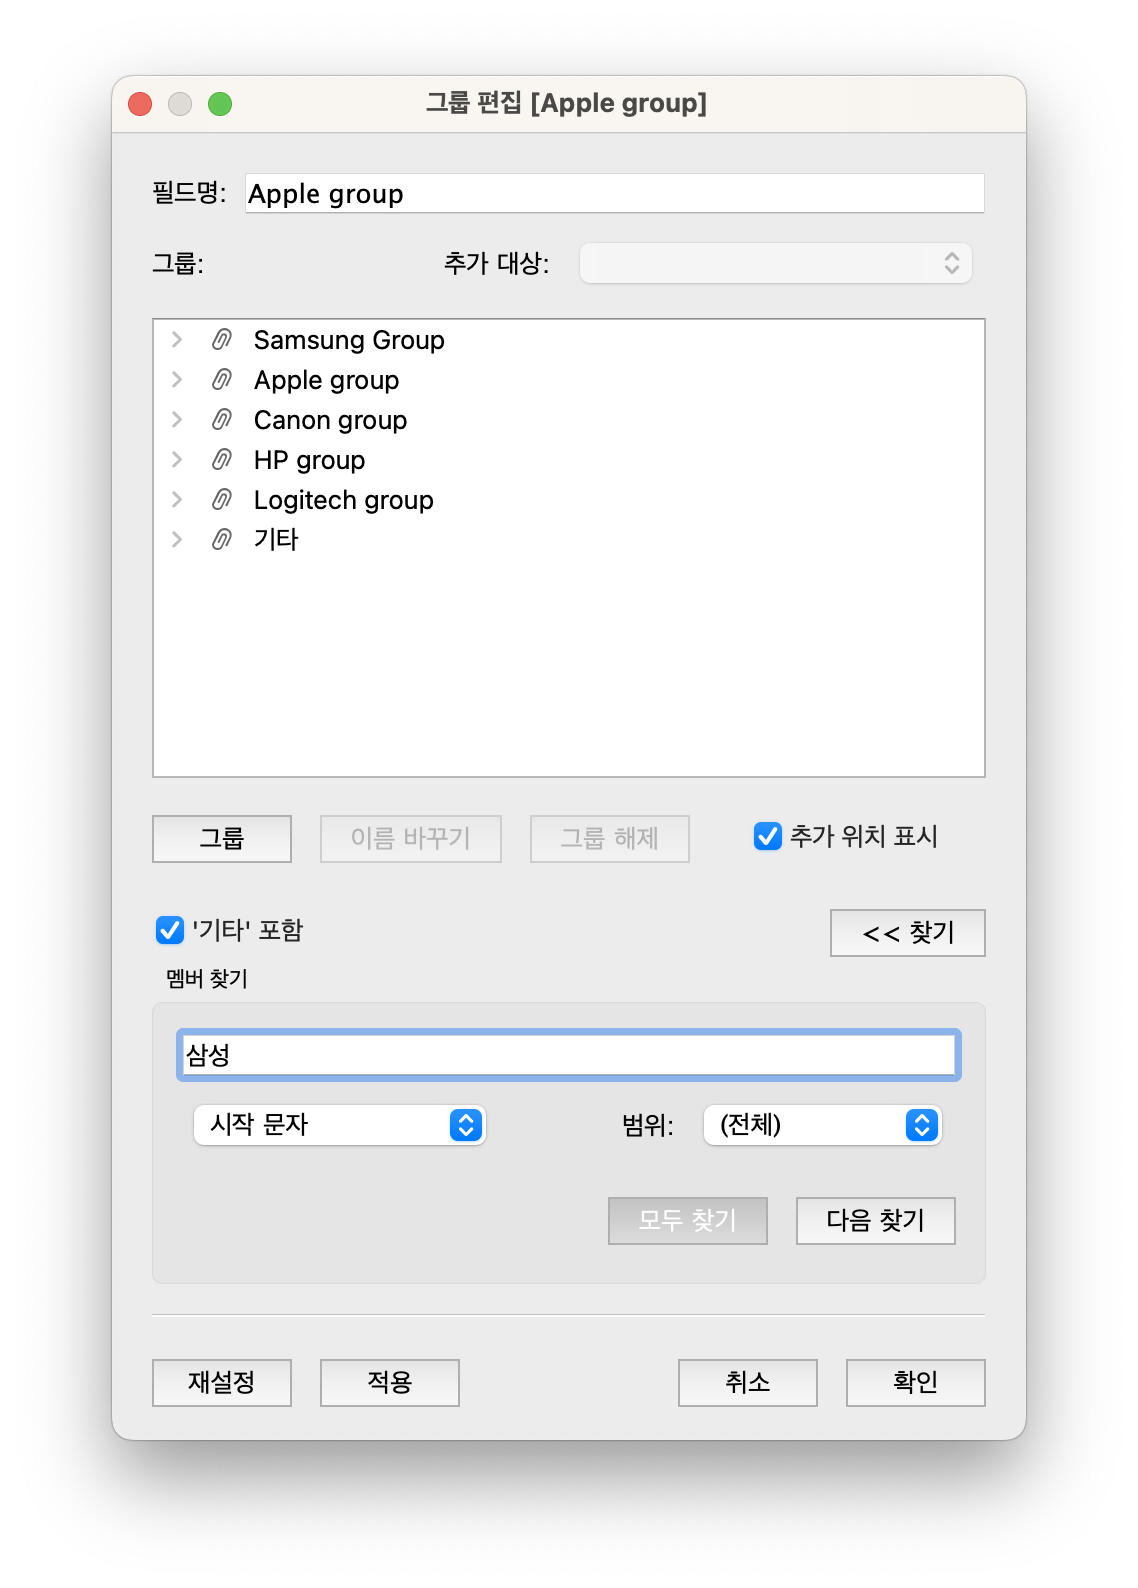 그룹 편집 [Apple group]
필드명: Apple group
그룹: 추가 대상:
Samsung Group
Apple group
Canon group
HP group
Logitech group
기타
그룹 이름 바꾸기 그룹 해제 추가 위치 표시
'기타' 포함 << 찾기
멤버 찾기
삼성
시작 문자 범위: (전체)
모두 찾기 다음 찾기
재설정 적용 취소 확인